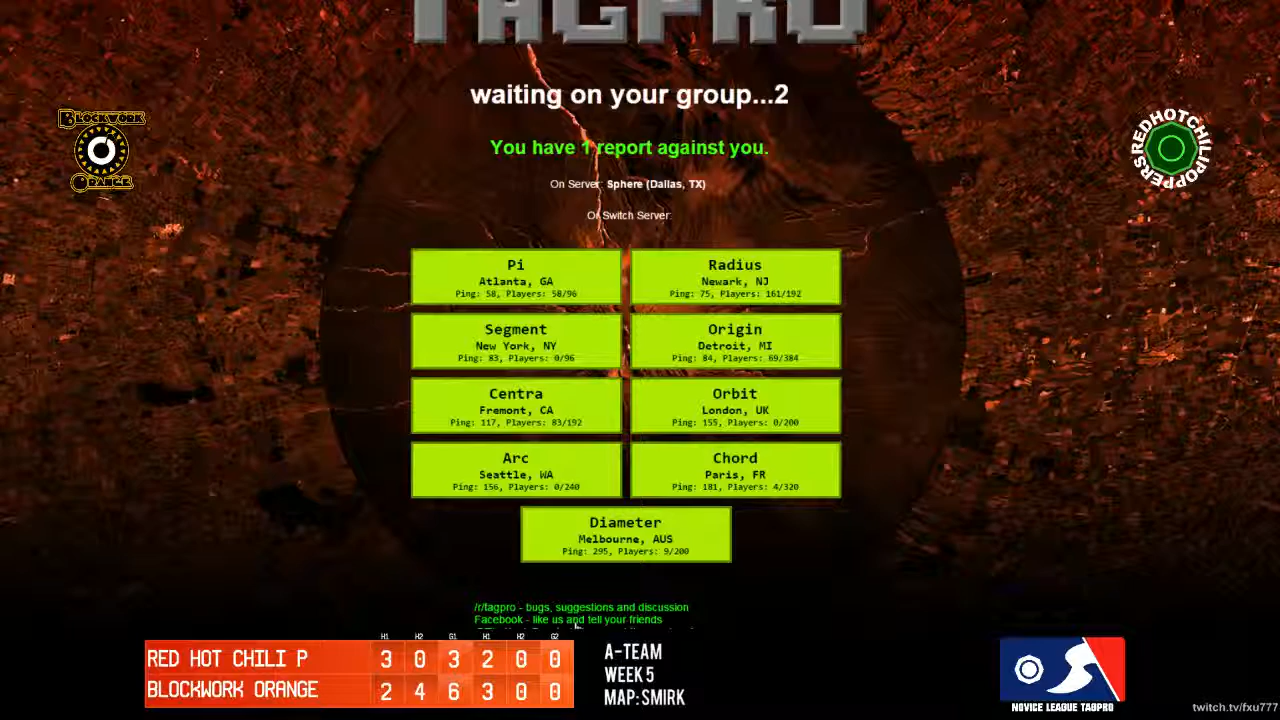 TAGPRO
waiting on your group...2
You have 1 report against you.
On Server: Sphere (Dallas, TX)
Or Switch Server:
BLOCKWORK
ORANGE
REDHOTCHILIPOPPERS
Pi
Atlanta, GA
Ping: 58, Players: 58/96
Radius
Newark, NJ
Ping: 75, Players: 161/192
Segment
New York, NY
Ping: 83, Players: 0/96
Origin
Detroit, MI
Ping: 84, Players: 69/384
Centra
Fremont, CA
Ping: 117, Players: 83/192
Orbit
London, UK
Ping: 155, Players: 0/200
Arc
Seattle, WA
Ping: 156, Players: 0/240
Chord
Paris, FR
Ping: 181, Players: 4/320
Diameter
Melbourne, AUS
Ping: 295, Players: 9/200
/r/tagpro - bugs, suggestions and discussion
Facebook - like us and tell your friends
H1 H2 G1 H1 H2 G2
RED HOT CHILI P 3 0 3 2 0 0
BLOCKWORK ORANGE 2 4 6 3 0 0
A-TEAM
WEEK 5
MAP: SMIRK
NOVICE LEAGUE TAGPRO
twitch.tv/fxu777